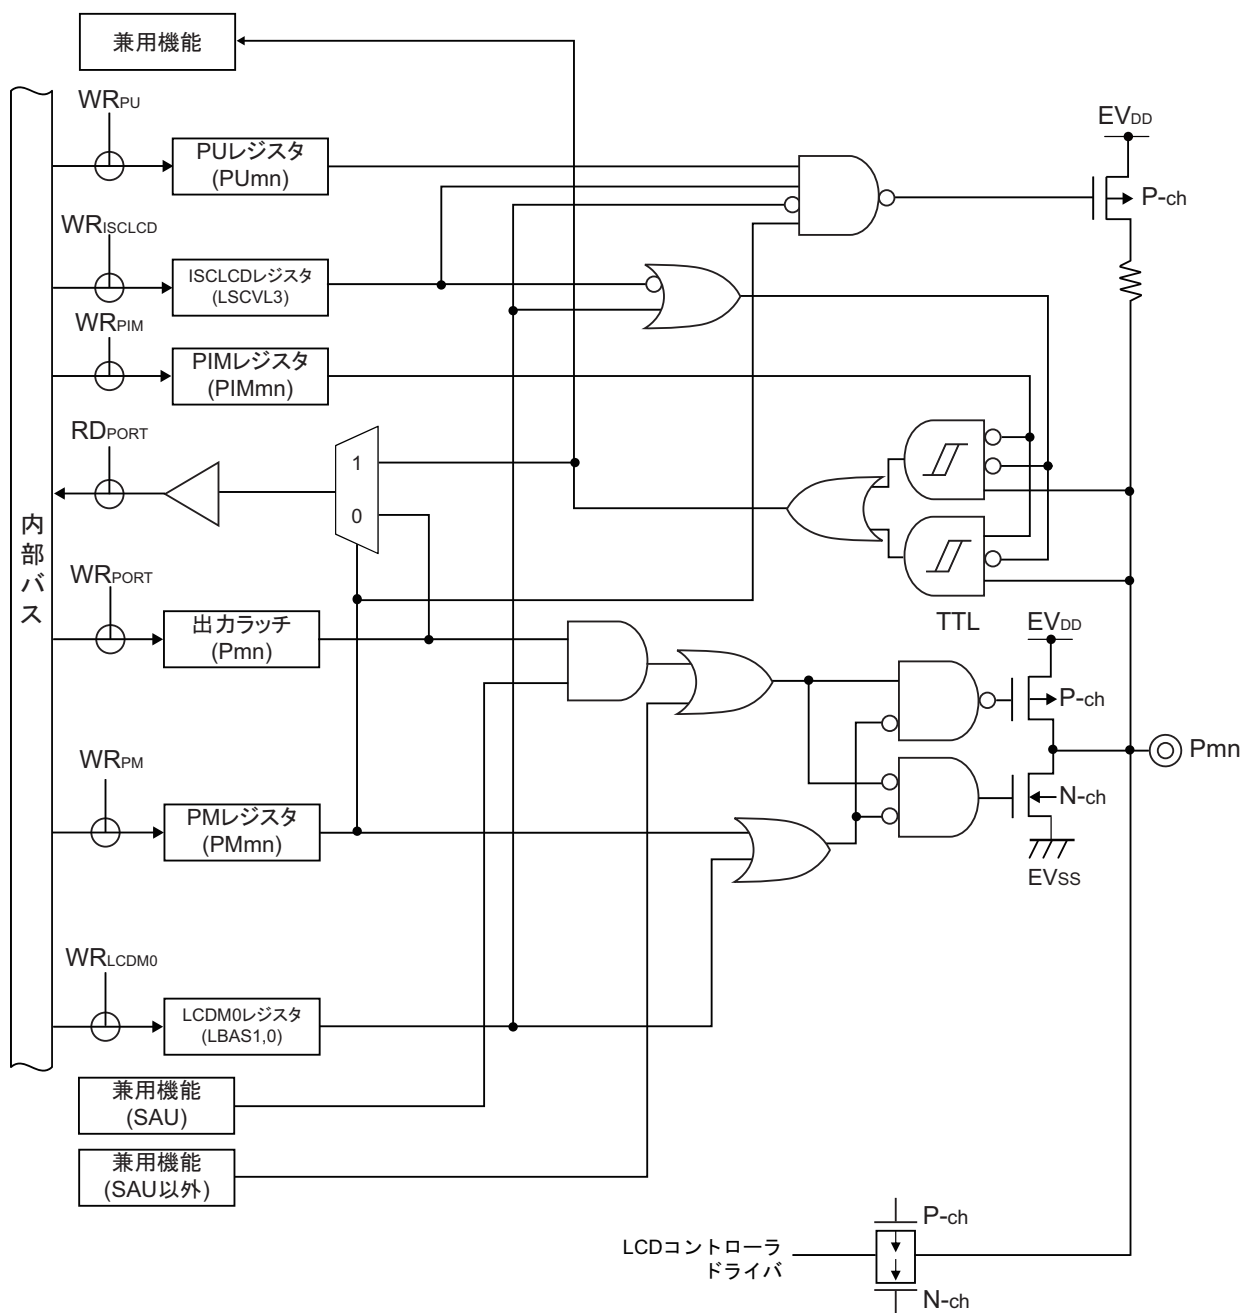 兼用機能
WRPU
EVDD
PUレジスタ
(PUmn)
P-ch
WRISCLCD
ISCLCDレジスタ
(LSCVL3)
WRPIM
PIMレジスタ
(PIMmn)
RDPORT
1
0
内部バス
WRPORT
出力ラッチ
(Pmn)
TTL
EVDD
P-ch
Pmn
WRPM
PMレジスタ
(PMmn)
N-ch
EVSS
WRLCDM0
LCDM0レジスタ
(LBAS1,0)
兼用機能
(SAU)
兼用機能
(SAU以外)
P-ch
LCDコントローラ
ドライバ
N-ch